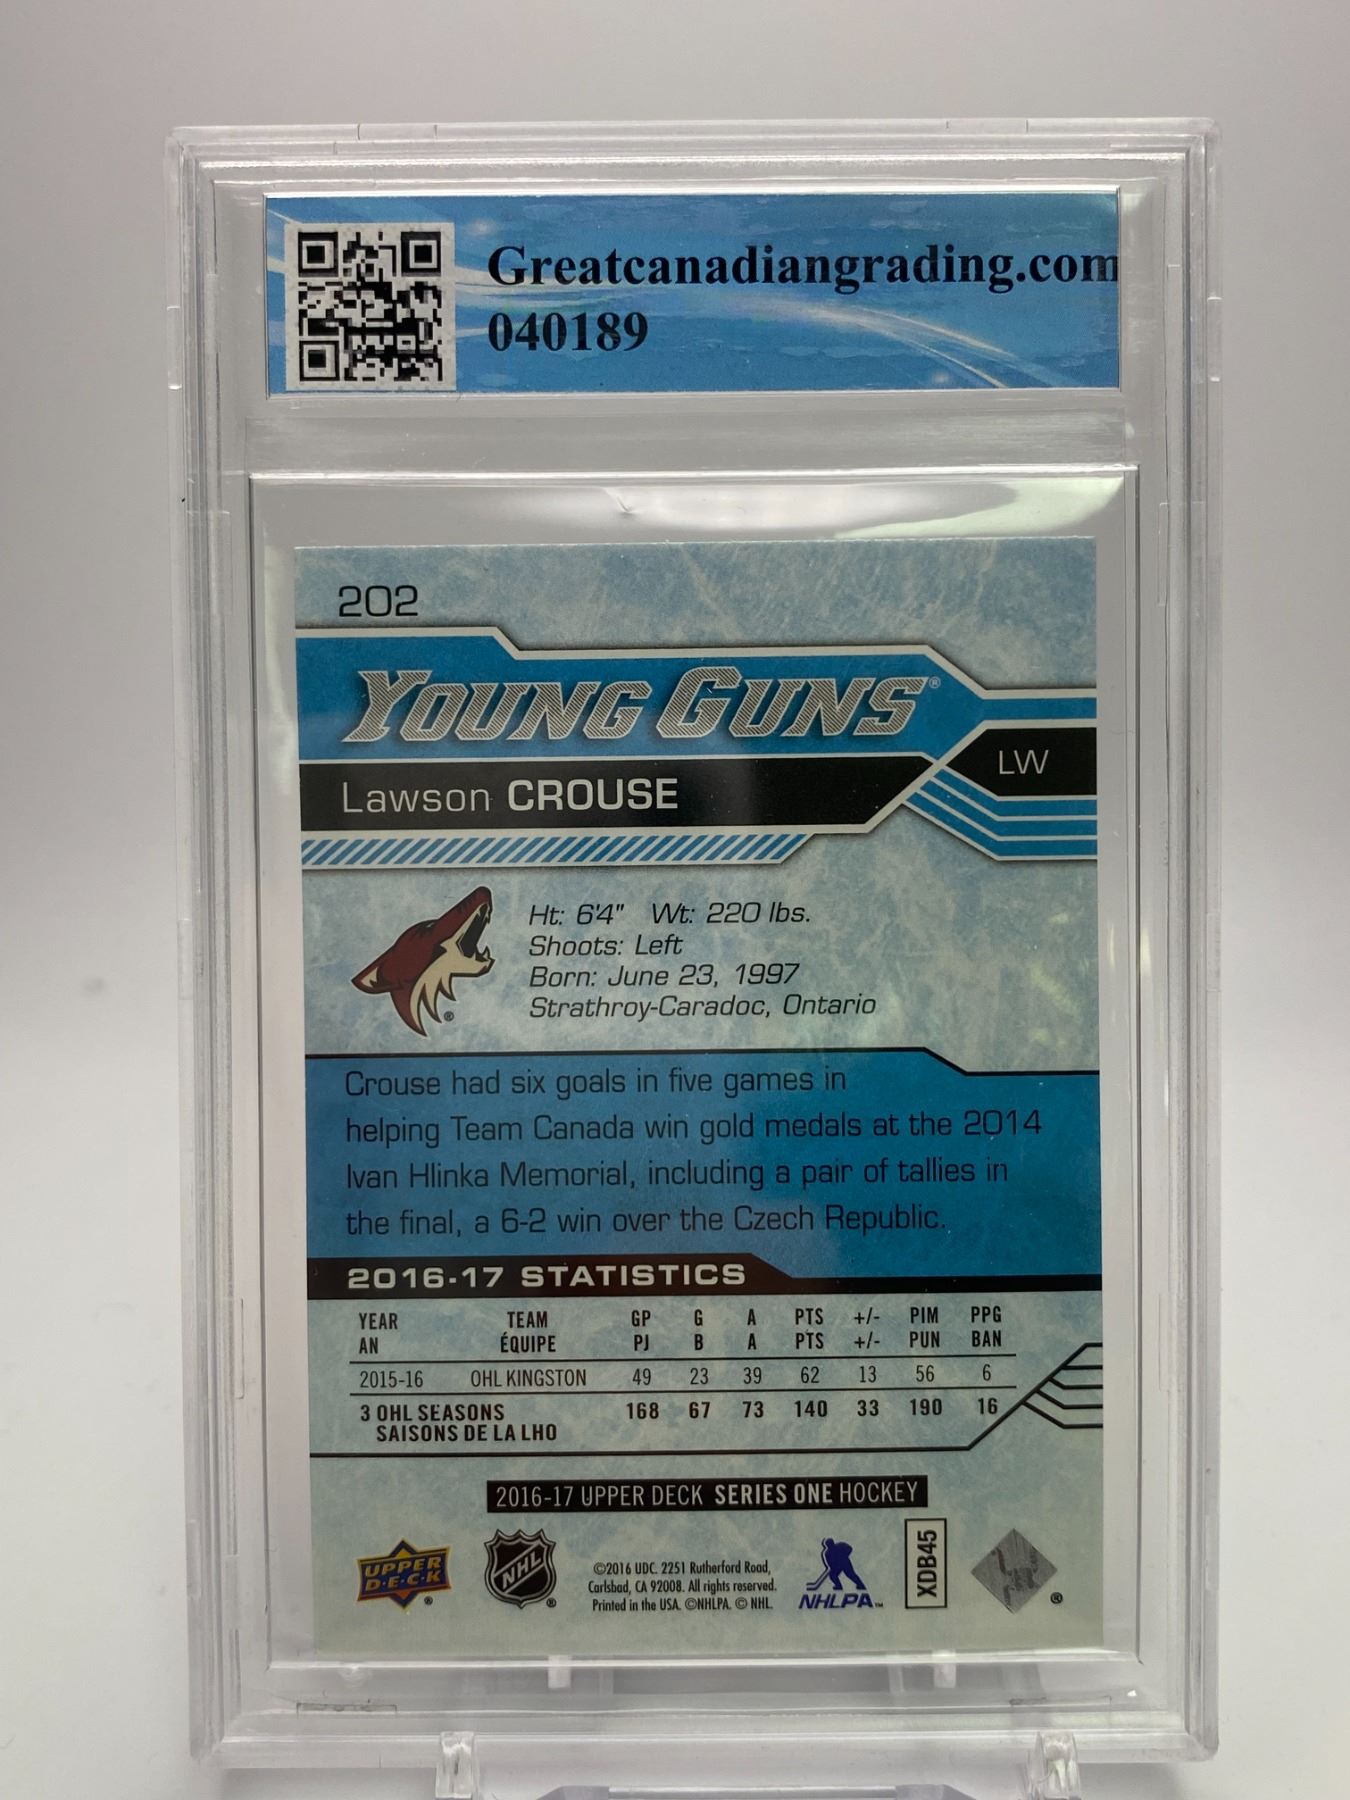 Greatcanadiangrading.com
040189
202
YOUNG GUNS®
LW
Lawson CROUSE
Ht: 6'4" Wt: 220 lbs.
Shoots: Left
Born: June 23, 1997
Strathroy-Caradoc, Ontario
®
Crouse had six goals in five games in
helping Team Canada win gold medals at the 2014
Ivan Hlinka Memorial, including a pair of tallies in
the final, a 6-2 win over the Czech Republic.
2016-17 STATISTICS
YEAR TEAM GP G A PTS +/- PIM PPG
AN ÉQUIPE PJ B A PTS +/- PUN BAN
2015-16 OHL KINGSTON 49 23 39 62 13 56 6
3 OHL SEASONS 168 67 73 140 33 190 16
SAISONS DE LA LHO
2016-17 UPPER DECK SERIES ONE HOCKEY
UPPER
D·E·C·K ®
NHL ®
©2016 UDC. 2251 Rutherford Road,
Carlsbad, CA 92008. All rights reserved.
Printed in the USA. ©NHLPA. © NHL.
NHLPA™
XDB45
®